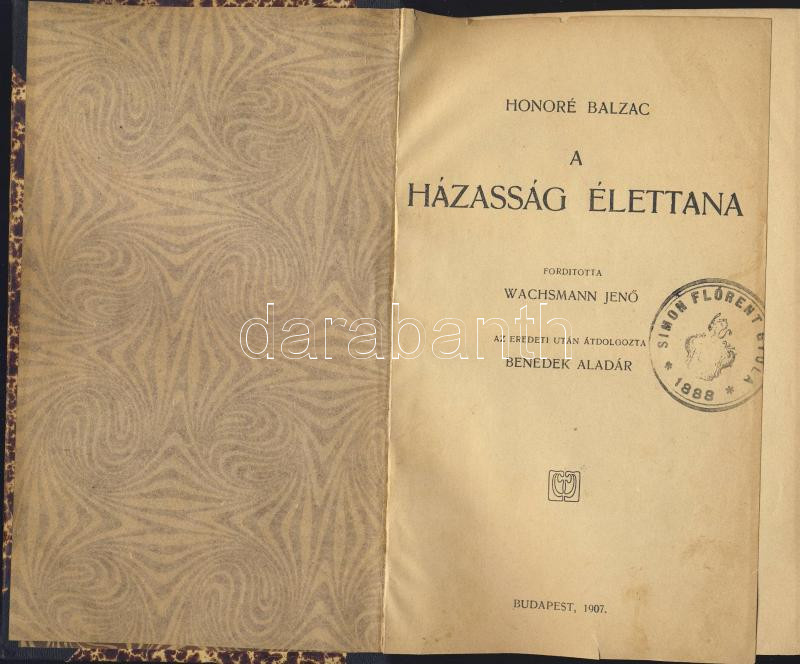 HONORÉ BALZAC
A
HÁZASSÁG ÉLETTANA
FORDITOTTA
WACHSMANN JENŐ
AZ EREDETI UTÁN ÁTDOLGOZTA
BENEDEK ALADÁR
SIMON FLÓRENT GYULA
* 1888 *
BUDAPEST, 1907.
darabanth